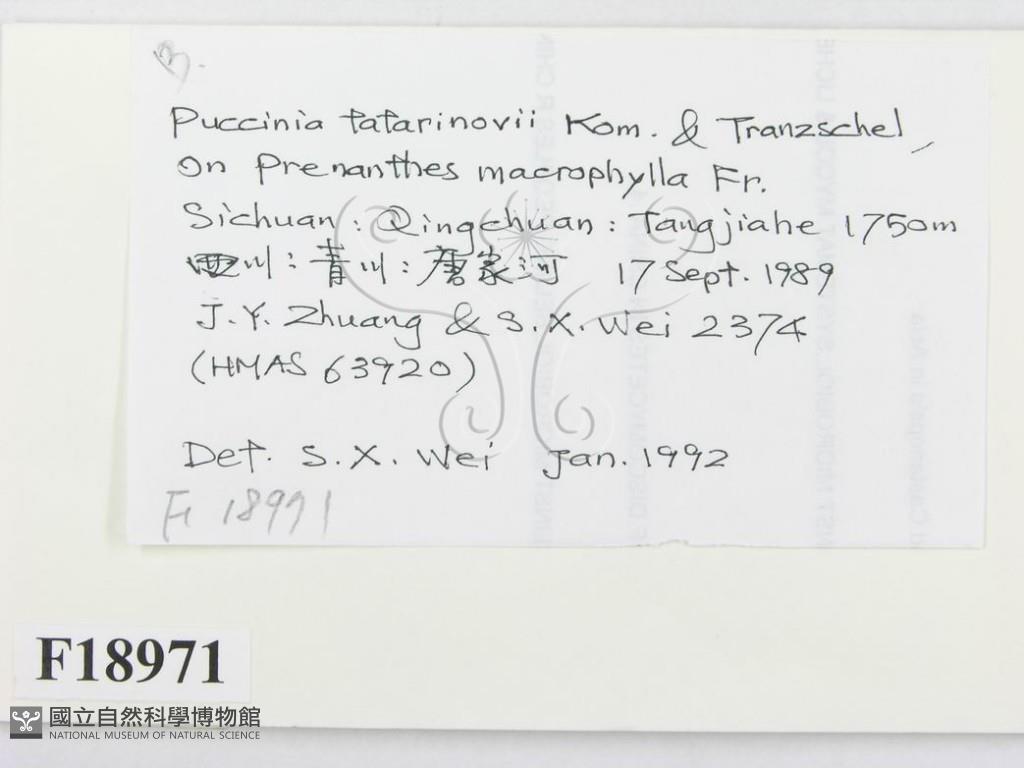 Puccinia tatarinovii Kom. & Tranzschel
On Prenanthes macrophylla Fr.
Sichuan: Qingchuan: Tangjiahe 1750m
四川: 青川: 唐家河 17 Sept. 1989
J.Y. Zhuang & S.X. Wei 2374
(HMAS 63920)
Det. S.X. Wei Jan. 1992
F18971
國立自然科學博物館
NATIONAL MUSEUM OF NATURAL SCIENCE